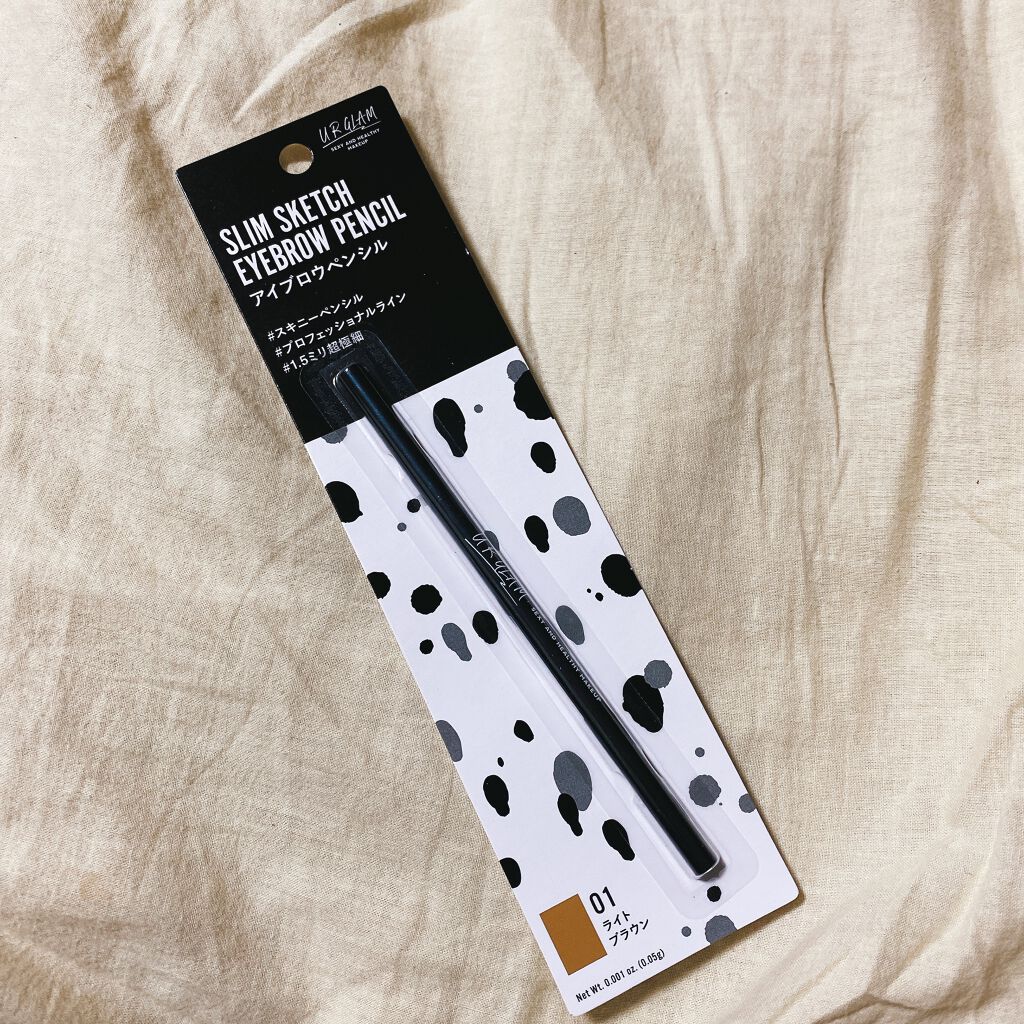 UR GLAM
SEXY AND HEALTHY
MAKEUP
SLIM SKETCH
EYEBROW PENCIL
アイブロウペンシル
#スキニーペンシル
#プロフェッショナルライン
#1.5ミリ超極細
UR GLAM
SEXY AND HEALTHY MAKEUP
01
ライト
ブラウン
Net Wt. 0.001 oz. (0.05g)